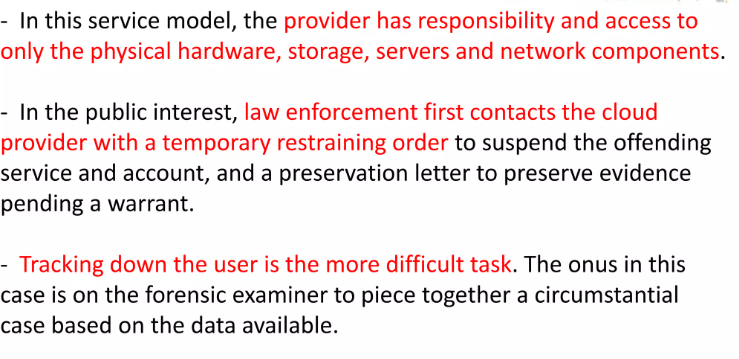 - In this service model, the provider has responsibility and access to
only the physical hardware, storage, servers and network components.
- In the public interest, law enforcement first contacts the cloud
provider with a temporary restraining order to suspend the offending
service and account, and a preservation letter to preserve evidence
pending a warrant.
- Tracking down the user is the more difficult task. The onus in this
case is on the forensic examiner to piece together a circumstantial
case based on the data available.